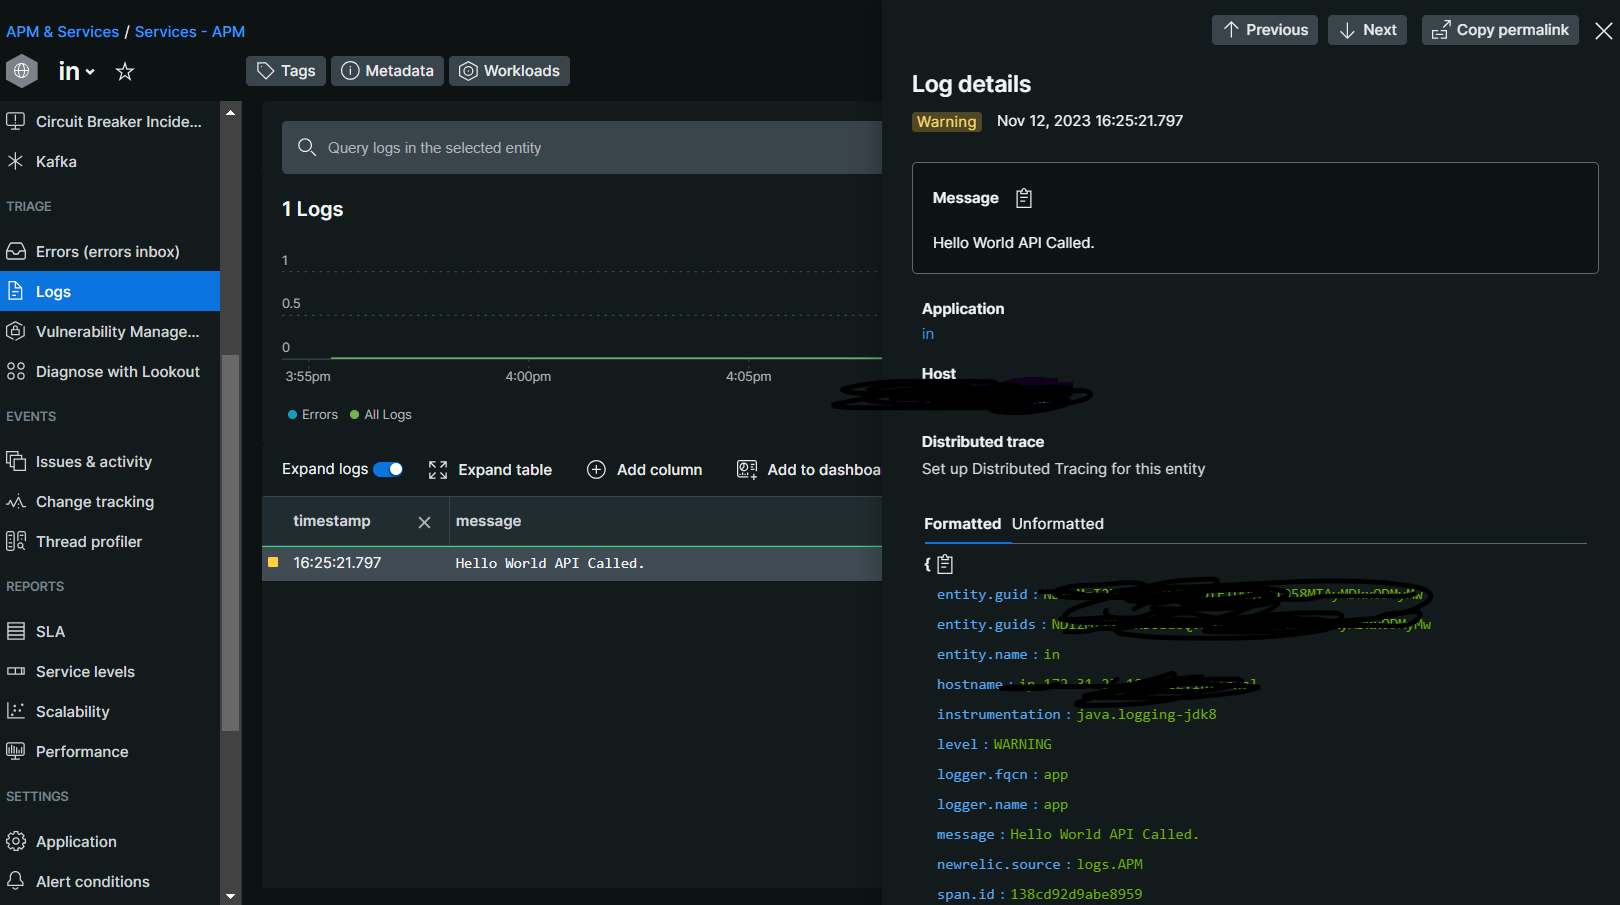 APM & Services / Services - APM
in
Tags
Metadata
Workloads
Circuit Breaker Incide...
Kafka
TRIAGE
Errors (errors inbox)
Logs
Vulnerability Manage...
Diagnose with Lookout
EVENTS
Issues & activity
Change tracking
Thread profiler
REPORTS
SLA
Service levels
Scalability
Performance
SETTINGS
Application
Alert conditions
Query logs in the selected entity
1 Logs
1
0.5
0
3:55pm 4:00pm 4:05pm
Errors All Logs
Expand logs Expand table Add column Add to dashboa
timestamp message
16:25:21.797 Hello World API Called.
Previous Next Copy permalink
Log details
Warning Nov 12, 2023 16:25:21.797
Message
Hello World API Called.
Application
in
Host
Distributed trace
Set up Distributed Tracing for this entity
Formatted Unformatted
{
entity.guid :
entity.guids :
entity.name : in
hostname :
instrumentation : java.logging-jdk8
level : WARNING
logger.fqcn : app
logger.name : app
message : Hello World API Called.
newrelic.source : logs.APM
span.id : 138cd92d9abe8959